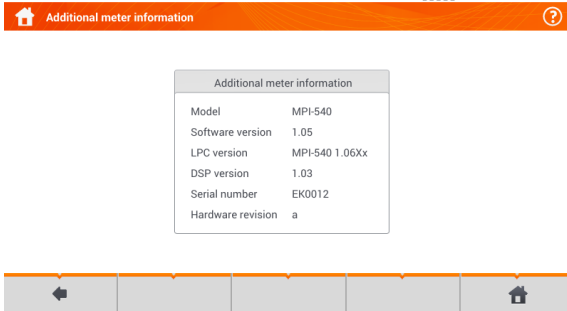 Additional meter information
?
Additional meter information
Model MPI-540
Software version 1.05
LPC version MPI-540 1.06Xx
DSP version 1.03
Serial number EK0012
Hardware revision a